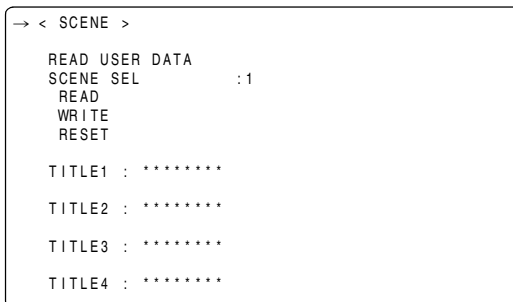 → < SCENE >
READ USER DATA
SCENE SEL :1
READ
WRITE
RESET
TITLE1 : ********
TITLE2 : ********
TITLE3 : ********
TITLE4 : ********